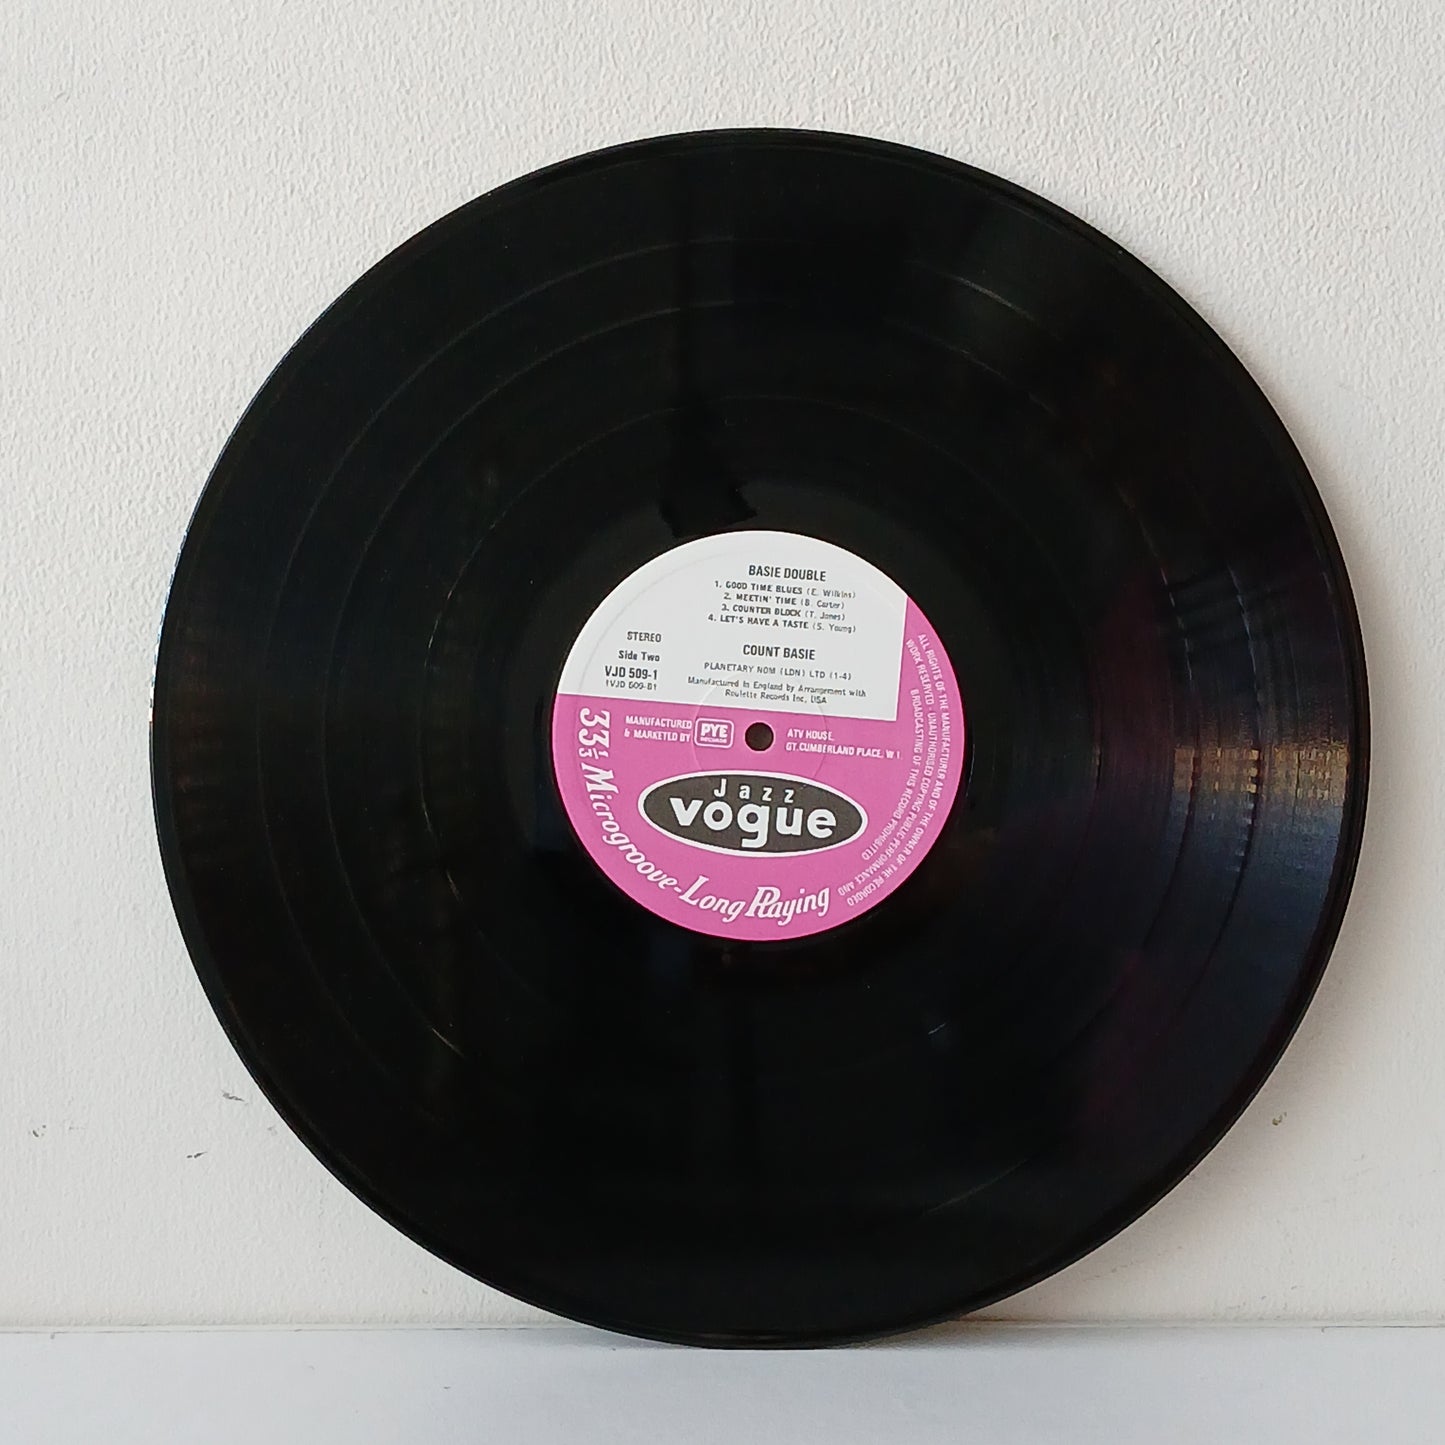 BASIE DOUBLE
1. GOOD TIME BLUES (E. Wilkins)
2. MEETIN' TIME (B. Carter)
3. COUNTER BLOCK (T. Jones)
4. LET'S HAVE A TASTE (S. Young)
STEREO
Side Two
VJD 509-1
COUNT BASIE
PLANETARY NOM (LDN) LTD (1-4)
Manufactured in England by Arrangement with
Roulette Records Inc, USA
MANUFACTURED
& MARKETED BY
PYE
RECORDS
ATV HOUSE,
GT. CUMBERLAND PLACE, W1
Jazz
vogue
33⅓ Microgroove-Long Playing
ALL RIGHTS OF THE MANUFACTURER AND OF THE OWNER OF THE RECORDED
WORK RESERVED - UNAUTHORISED COPYING PUBLIC PERFORMANCE AND
BROADCASTING OF THIS RECORD PROHIBITED